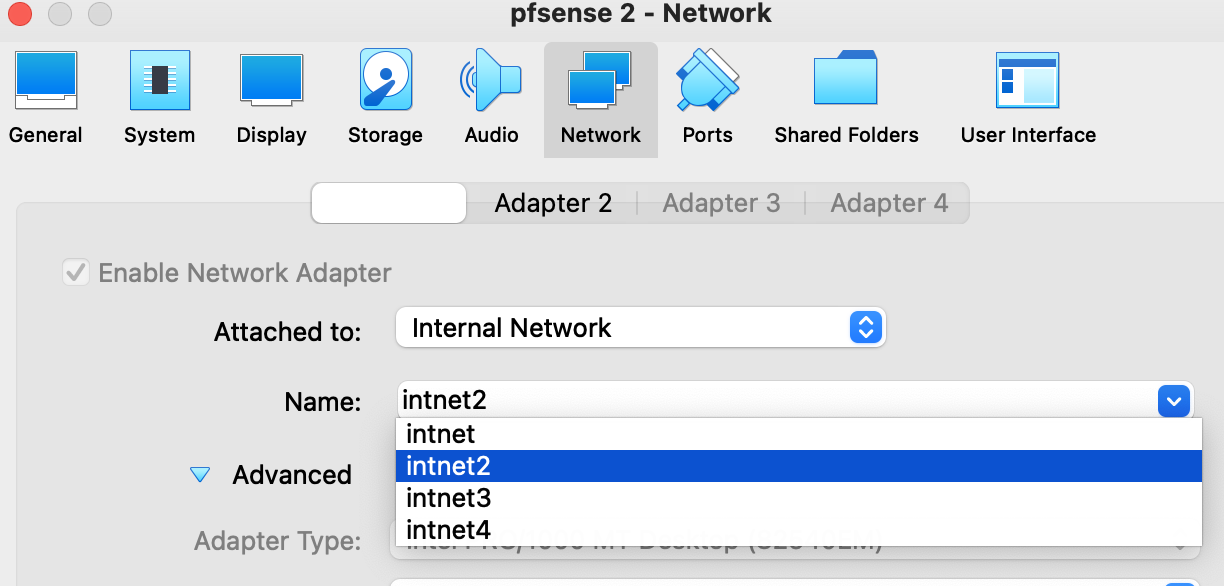 pfsense 2 - Network
General System Display Storage Audio Network Ports Shared Folders User Interface
Adapter 2 Adapter 3 Adapter 4
Enable Network Adapter
Attached to: Internal Network
Name: intnet2
intnet
intnet2
Advanced
intnet3
intnet4
Adapter Type: Desktop